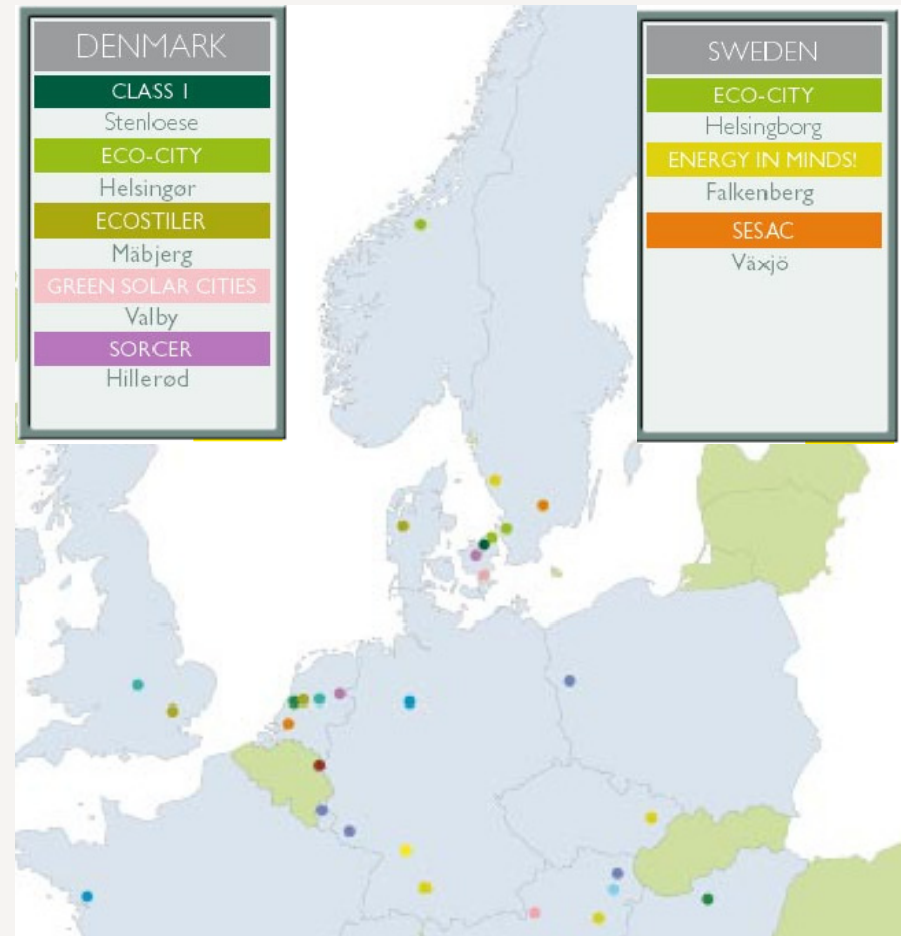 DENMARK
CLASS 1
Stenloese
ECO-CITY
Helsingør
ECOSTILER
Mäbjerg
GREEN SOLAR CITIES
Valby
SORCER
Hillerød
SWEDEN
ECO-CITY
Helsingborg
ENERGY IN MINDS!
Falkenberg
SESAC
Växjö